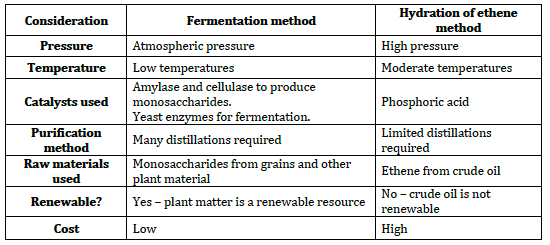 Consideration Fermentation method Hydration of ethene
method
Pressure Atmospheric pressure High pressure
Temperature Low temperatures Moderate temperatures
Catalysts used Amylase and cellulase to produce
monosaccharides.
Yeast enzymes for fermentation. Phosphoric acid
Purification
method Many distillations required Limited distillations
required
Raw materials
used Monosaccharides from grains and other
plant material Ethene from crude oil
Renewable? Yes – plant matter is a renewable resource No – crude oil is not
renewable
Cost Low High